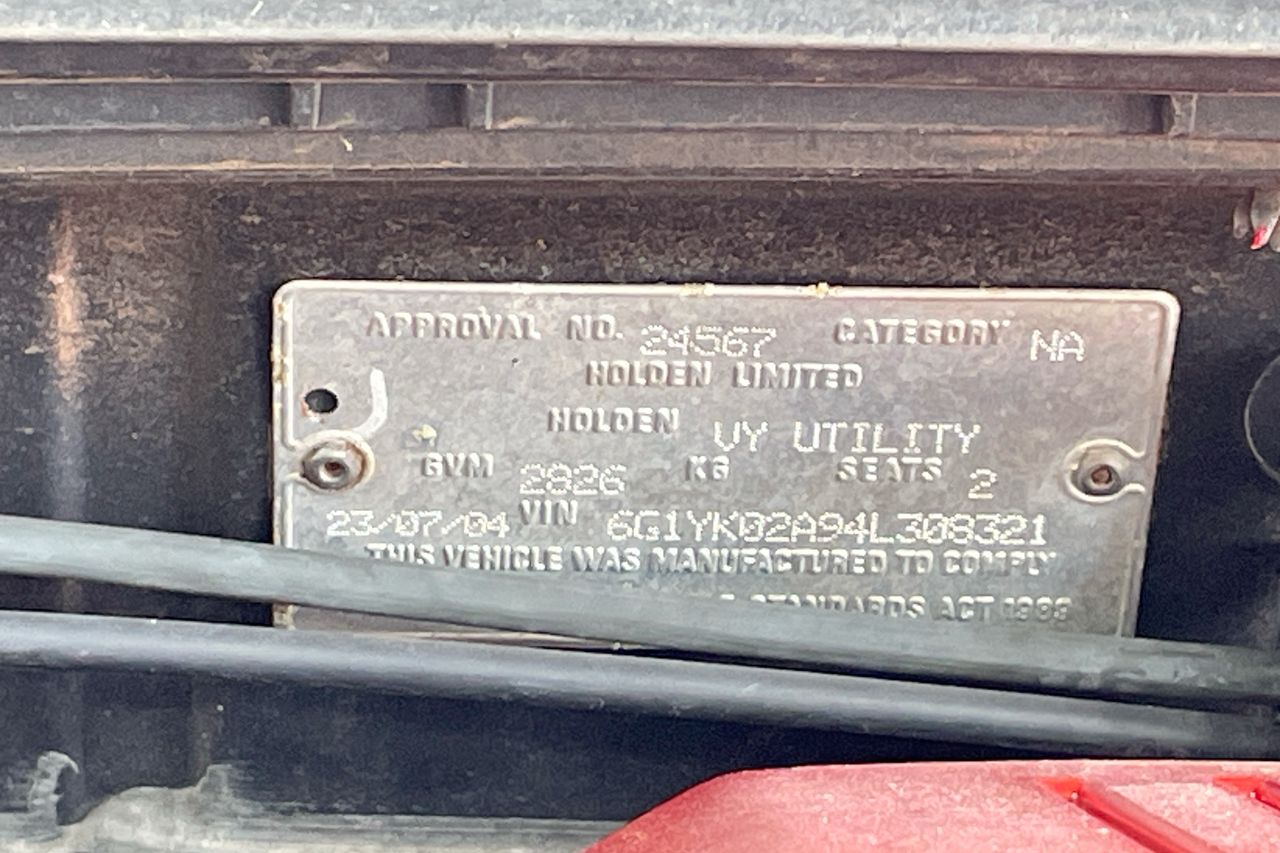 APPROVAL NO. 24567 CATEGORY NA
HOLDEN LIMITED
HOLDEN VY UTILITY
GVM 2826 KG SEATS 2
23/07/04 VIN 6G1YK02A94L308321
THIS VEHICLE WAS MANUFACTURED TO COMPLY
STANDARDS ACT 1989